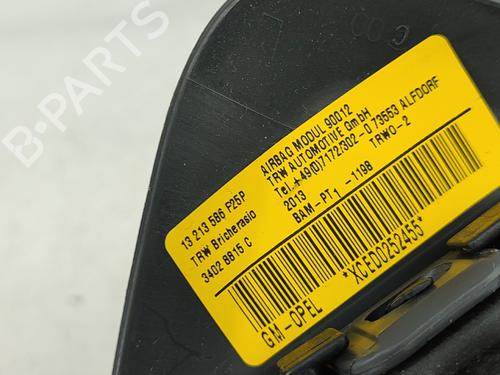 B-PARTS
AIRBAG MODUL 90012
TRW AUTOMOTIVE GmbH
Tel.+49(0)7172/302-0 73553 ALFDORF
2013 TRWO-2
BAM-PT1 -1198
13 213 586 F25P
TRW Bricherasio
3402 8815 C
*XCED0252455*
GM-OPEL